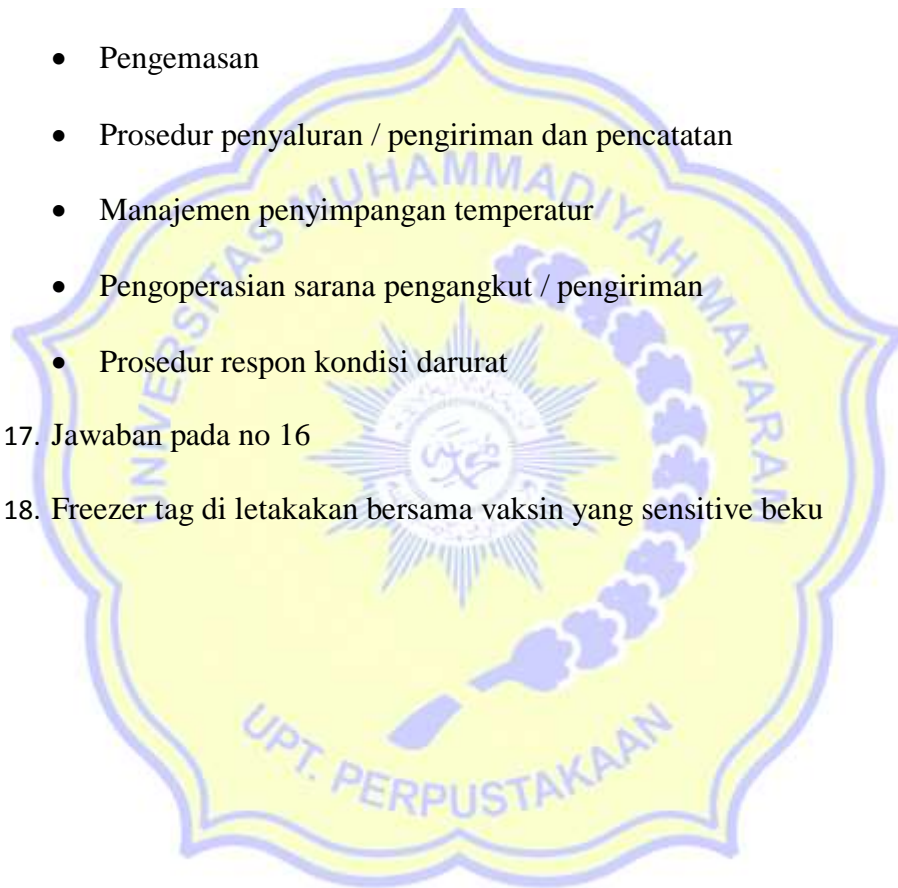 • Pengemasan
• Prosedur penyaluran / pengiriman dan pencatatan
• Manajemen penyimpangan temperatur
• Pengoperasian sarana pengangkut / pengiriman
• Prosedur respon kondisi darurat
17. Jawaban pada no 16
18. Freezer tag di letakakan bersama vaksin yang sensitive beku
UNIVERSITAS MUHAMMADIYAH MATARAM
UPT. PERPUSTAKAAN